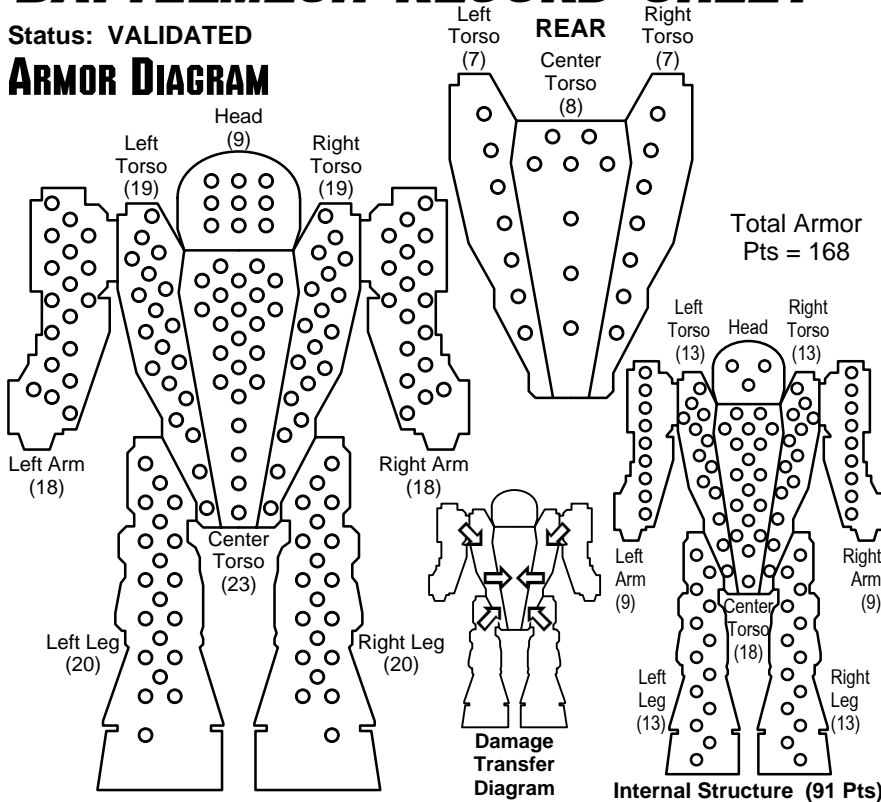 BATTLEMECH RECORD SHEET
Status: VALIDATED
ARMOR DIAGRAM
Head
(9)
Left
Torso
(19)
Right
Torso
(19)
Left Arm
(18)
Right Arm
(18)
Center
Torso
(23)
Left Leg
(20)
Right Leg
(20)
REAR
Left
Torso
(7)
Center
Torso
(8)
Right
Torso
(7)
Total Armor
Pts = 168
Damage
Transfer
Diagram
Left
Torso
(13)
Head
Right
Torso
(13)
Left
Arm
(9)
Right
Arm
(9)
Center
Torso
(18)
Left
Leg
(13)
Right
Leg
(13)
Internal Structure (91 Pts)